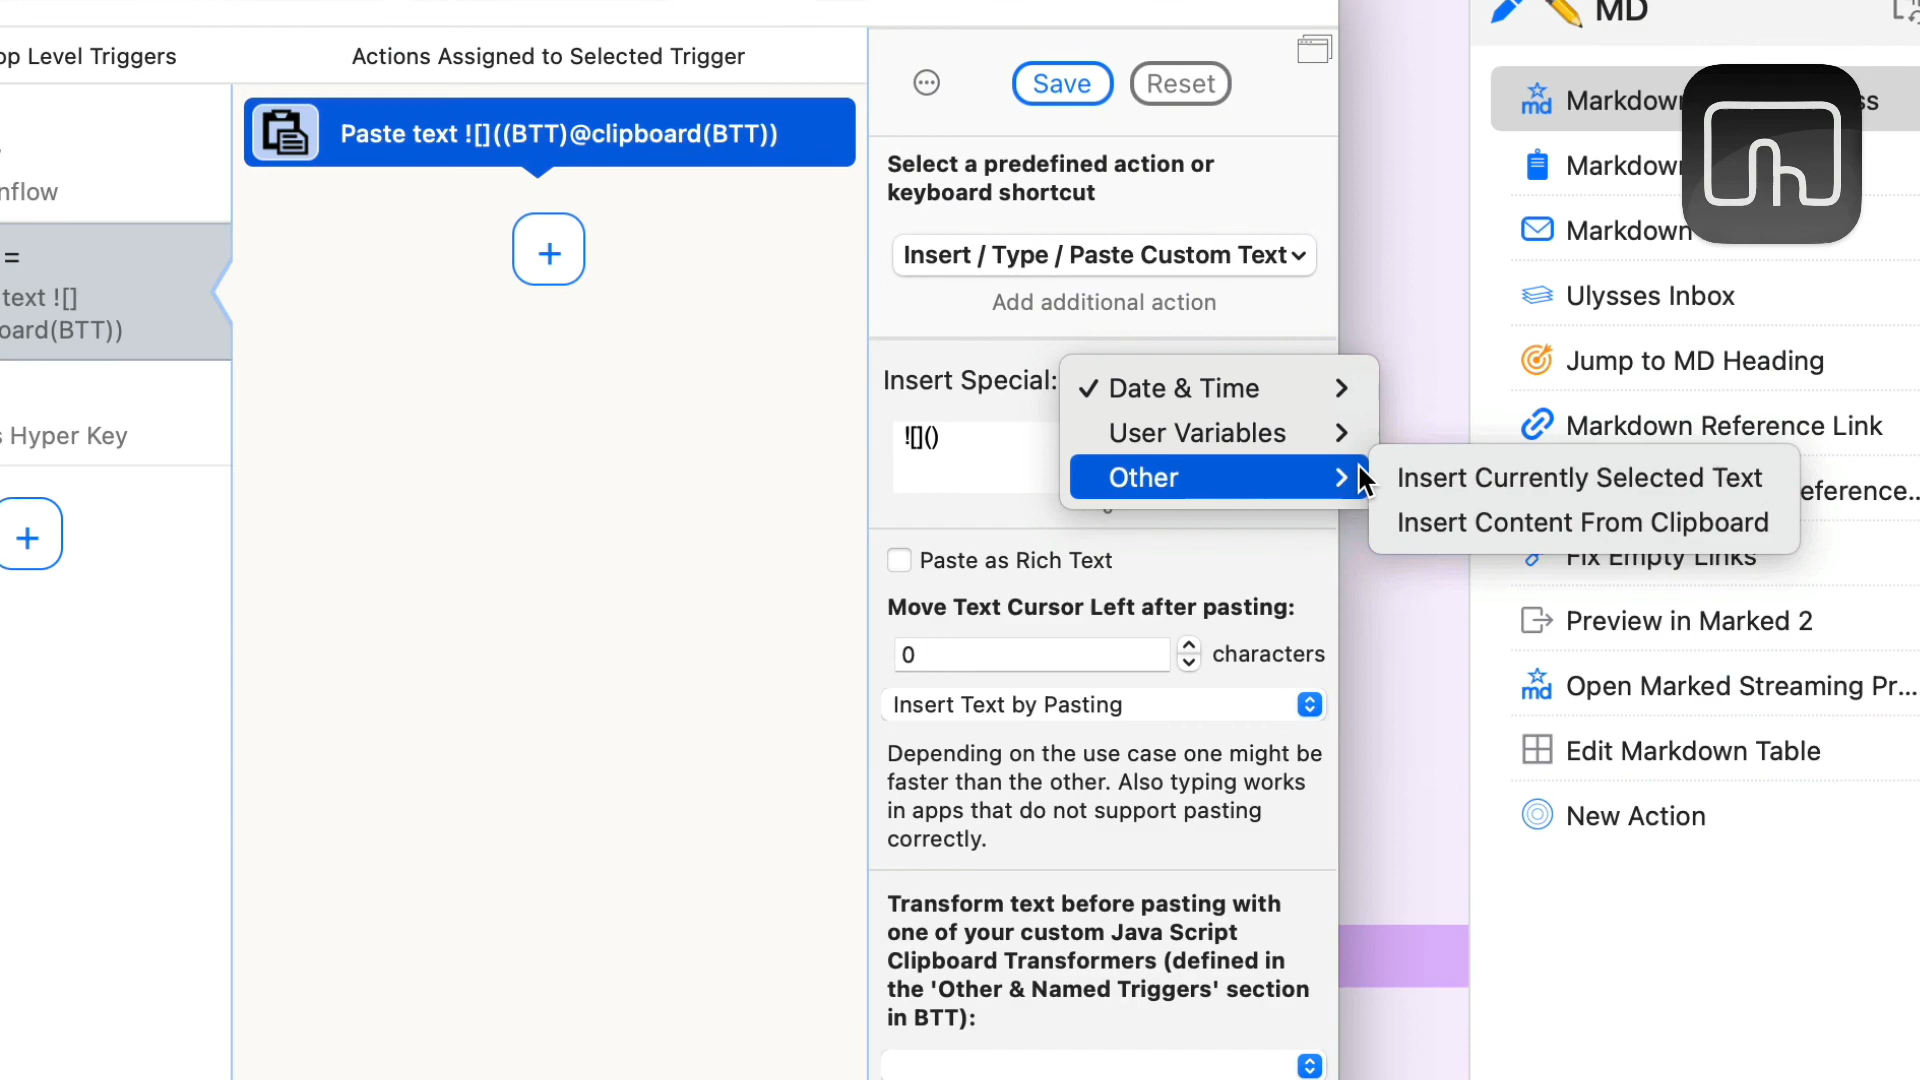 op Level Triggers
Actions Assigned to Selected Trigger
nflow
=
text ![]
oard(BTT))
s Hyper Key
+
Paste text ![]((BTT)@clipboard(BTT))
+
Save
Reset
Select a predefined action or
keyboard shortcut
Insert / Type / Paste Custom Text
Add additional action
Insert Special:
Date & Time
User Variables
Other
Insert Currently Selected Text
Insert Content From Clipboard
![]()
Paste as Rich Text
Move Text Cursor Left after pasting:
0
characters
Insert Text by Pasting
Depending on the use case one might be
faster than the other. Also typing works
in apps that do not support pasting
correctly.
Transform text before pasting with
one of your custom Java Script
Clipboard Transformers (defined in
the 'Other & Named Triggers' section
in BTT):
MD
md Markdown ss
Markdown
Markdown
Ulysses Inbox
Jump to MD Heading
Markdown Reference Link
eference...
Fix Empty Links
Preview in Marked 2
md Open Marked Streaming Pr...
Edit Markdown Table
New Action